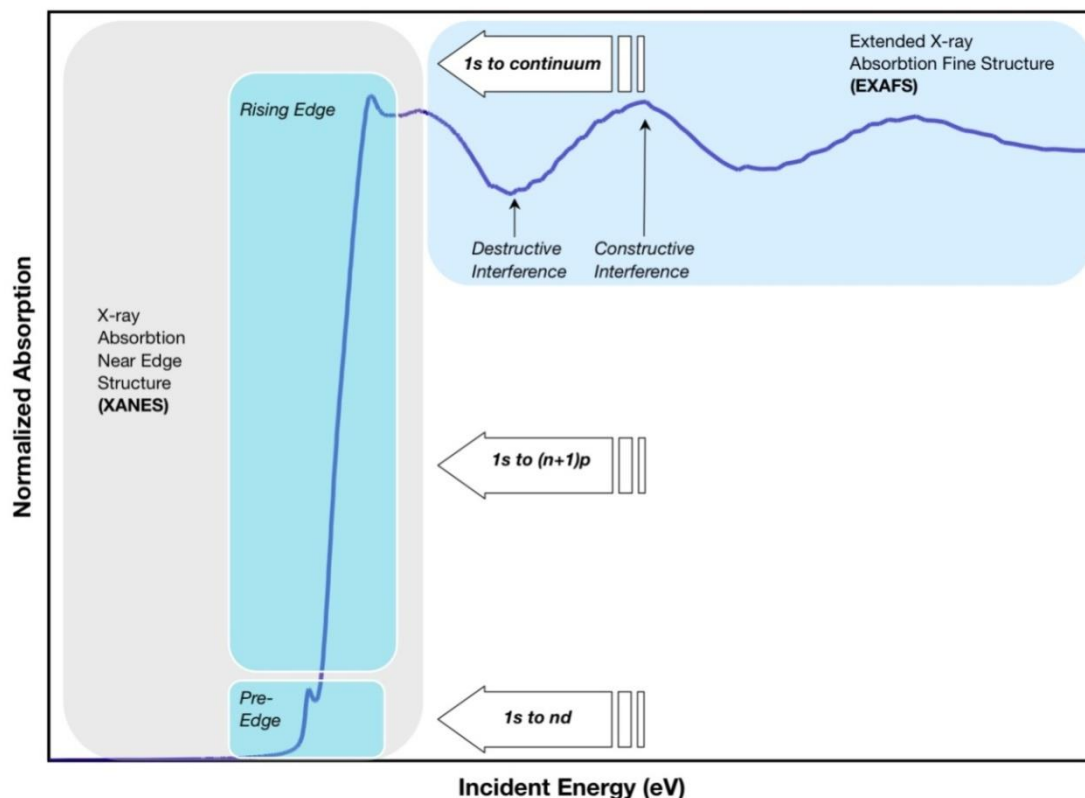 1s to continuum
Extended X-ray
Absorbtion Fine Structure
(EXAFS)
Rising Edge
Destructive
Interference
Constructive
Interference
X-ray
Absorbtion
Near Edge
Structure
(XANES)
Normalized Absorption
1s to (n+1)p
Pre-
Edge
1s to nd
Incident Energy (eV)